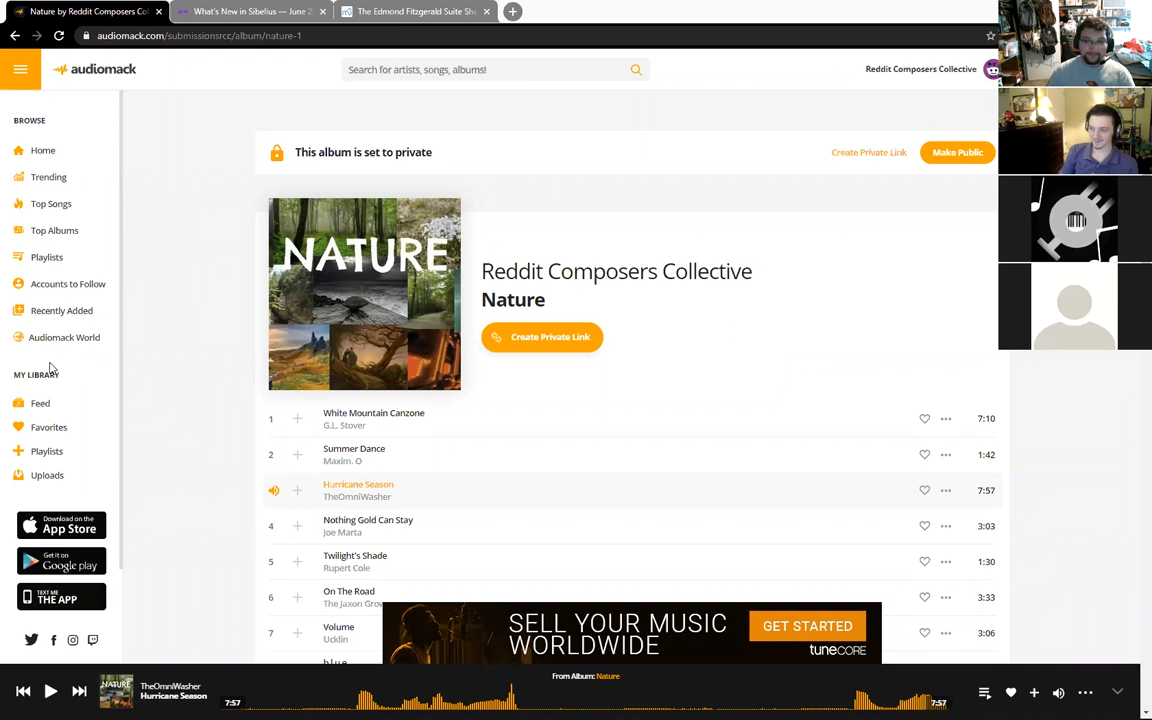 Nature by Reddit Composers Col
What's New in Sibelius — June 2
The Edmond Fitzgerald Suite She
audiomack.com/submissionsrcc/album/nature-1
audiomack
Search for artists, songs, albums!
Reddit Composers Collective
BROWSE
Home
Trending
Top Songs
Top Albums
Playlists
Accounts to Follow
Recently Added
Audiomack World
MY LIBRARY
Feed
Favorites
Playlists
Uploads
Download on the
App Store
Get it on
Google play
TEXT ME
THE APP
This album is set to private
Create Private Link
Make Public
NATURE
Reddit Composers Collective
Nature
Create Private Link
1 White Mountain Canzone 7:10
G.L. Stover
2 Summer Dance 1:42
Maxim. O
Hurricane Season 7:57
TheOmniWasher
4 Nothing Gold Can Stay 3:03
Joe Marta
5 Twilight's Shade 1:30
Rupert Cole
6 On The Road 3:33
The Jaxon Grov
7 Volume 3:06
Ucklin
b l u e
SELL YOUR MUSIC
WORLDWIDE
GET STARTED
tunecore
From Album: Nature
NATURE
TheOmniWasher
Hurricane Season
7:57
7:57